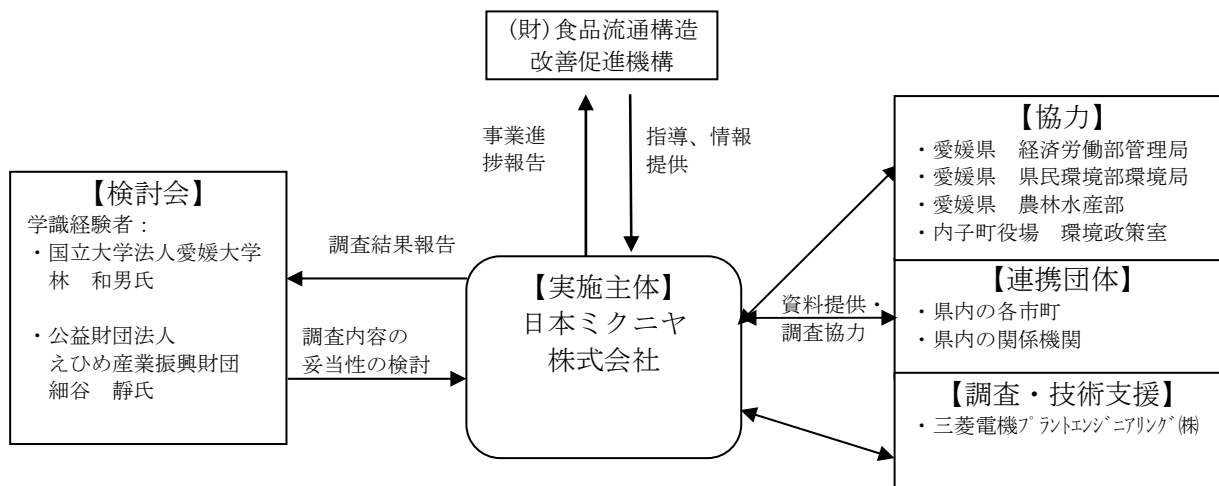 (財)食品流通構造
改善促進機構
事業進
捗報告
指導、情報
提供
【検討会】
学識経験者：
・国立大学法人愛媛大学
林　和男氏
・公益財団法人
えひめ産業振興財団
細谷　靜氏
調査結果報告
調査内容の
妥当性の検討
【実施主体】
日本ミクニヤ
株式会社
資料提供・
調査協力
【協力】
・愛媛県　経済労働部管理局
・愛媛県　県民環境部環境局
・愛媛県　農林水産部
・内子町役場　環境政策室
【連携団体】
・県内の各市町
・県内の関係機関
【調査・技術支援】
・三菱電機ﾌﾟﾗﾝﾄｴﾝｼﾞﾆｱﾘﾝｸﾞ㈱